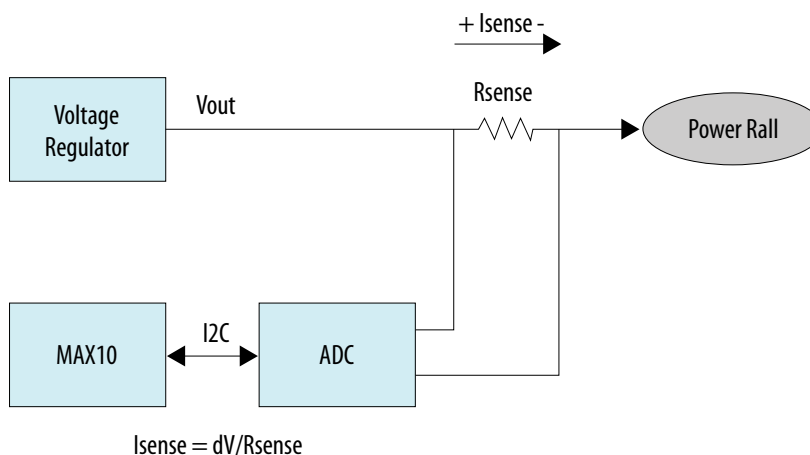 + Isense -
Rsense
Vout
Voltage
Regulator
Power Rall
MAX10
I2C
ADC
Isense = dV/Rsense